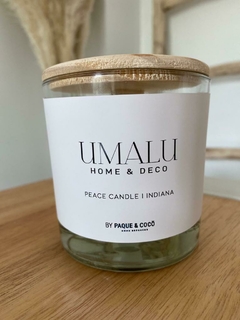 UMALU
HOME & DECO
PEACE CANDLE I INDIANA
BY PAQUE & COCÓ